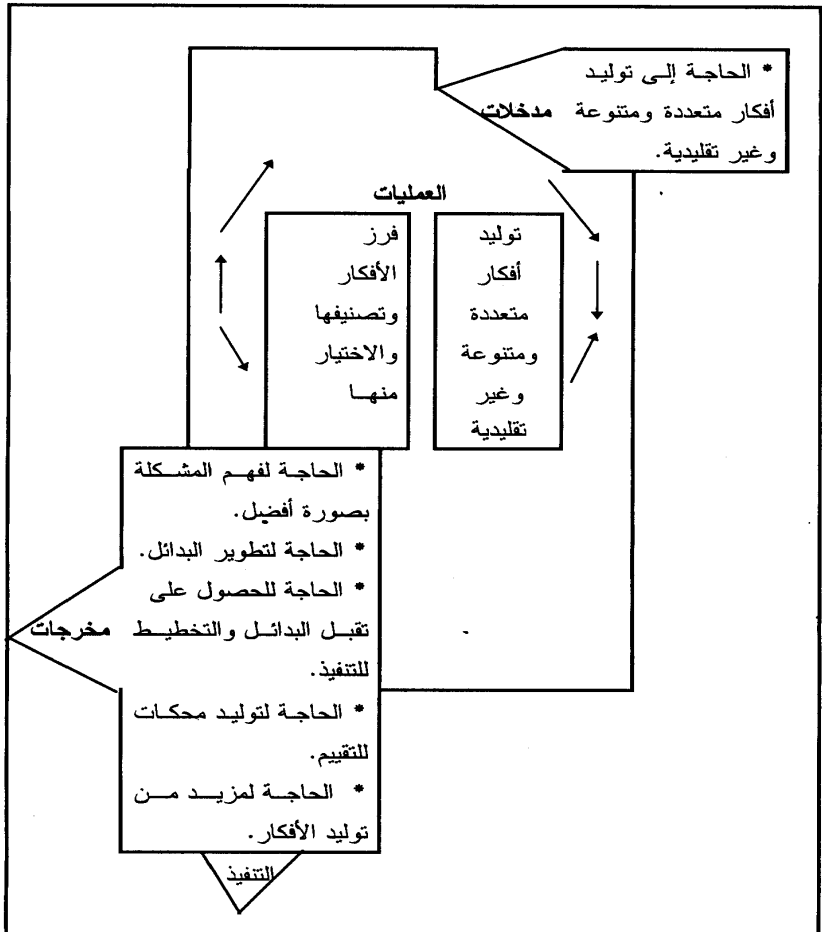 * الحاجة إلى توليد
أفكار متعددة ومتنوعة مدخلات
وغير تقليدية.
العمليات
توليد
أفكار
متعددة
ومتنوعة
وغير
تقليدية
فرز
الأفكار
وتصنيفها
والاختيار
منها
* الحاجة لفهم المشكلة
بصورة أفضل.
* الحاجة لتطوير البدائل.
* الحاجة للحصول على
تقبل البدائل والتخطيط مخرجات
للتنفيذ.
* الحاجة لتوليد محكات
للتقييم.
* الحاجة لمزيد من
توليد الأفكار.
التنفيذ